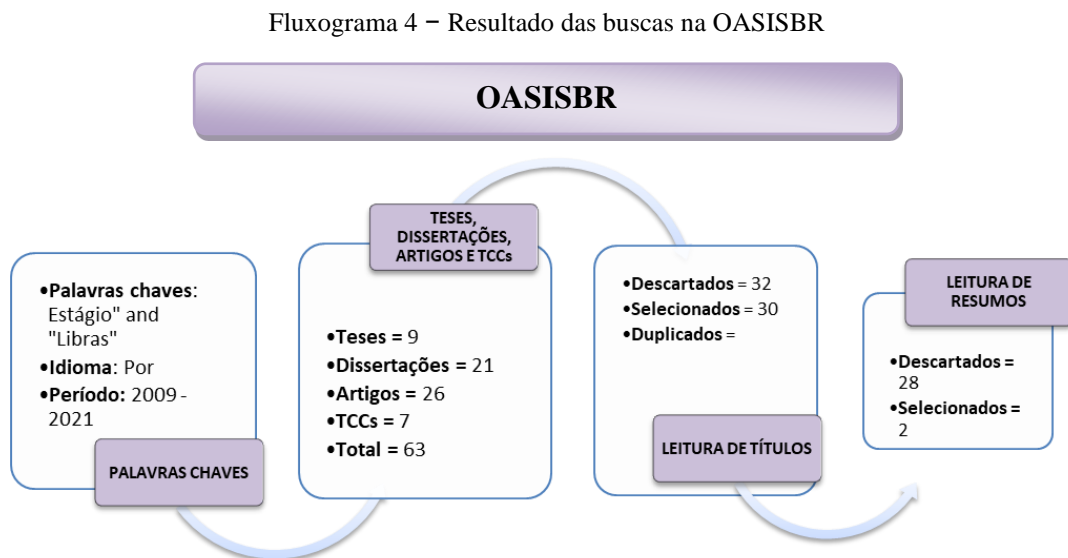 Fluxograma 4 – Resultado das buscas na OASISBR
OASISBR
•Palavras chaves:
Estágio" and
"Libras"
•Idioma: Por
•Período: 2009-
2021
PALAVRAS CHAVES
TESES,
DISSERTAÇÕES,
ARTIGOS E TCCs
•Teses = 9
•Dissertações = 21
•Artigos = 26
•TCCs = 7
•Total = 63
•Descartados = 32
•Selecionados = 30
•Duplicados =
LEITURA DE TÍTULOS
LEITURA DE
RESUMOS
•Descartados =
28
•Selecionados =
2